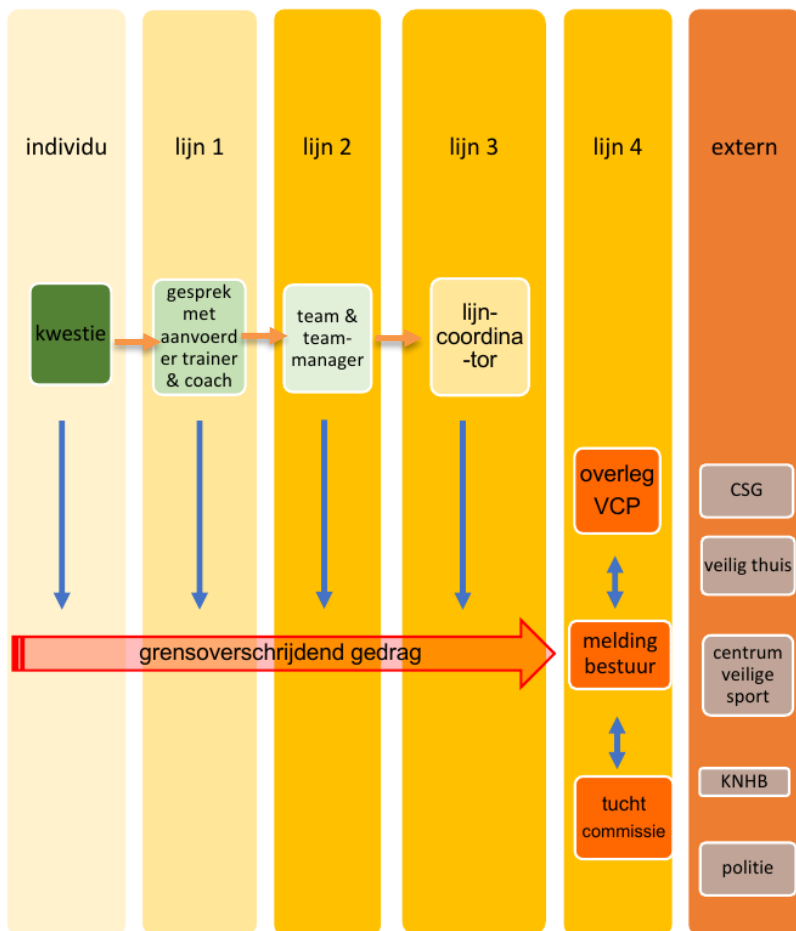 individu
lijn 1
lijn 2
lijn 3
lijn 4
extern
kwestie
gesprek
met
aanvoerd
er trainer
& coach
team &
team-
manager
lijn-
coordina
-tor
overleg
VCP
melding
bestuur
tucht
commissie
grensoverschrijdend gedrag
CSG
veilig thuis
centrum
veilige
sport
KNHB
politie